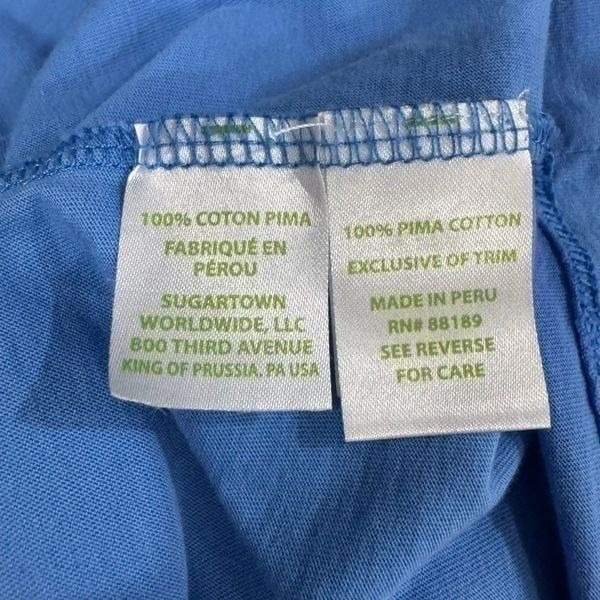 100% COTON PIMA
FABRIQUÉ EN
PÉROU
SUGARTOWN
WORLDWIDE, LLC
800 THIRD AVENUE
KING OF PRUSSIA. PA USA
100% PIMA COTTON
EXCLUSIVE OF TRIM
MADE IN PERU
RN# 88189
SEE REVERSE
FOR CARE